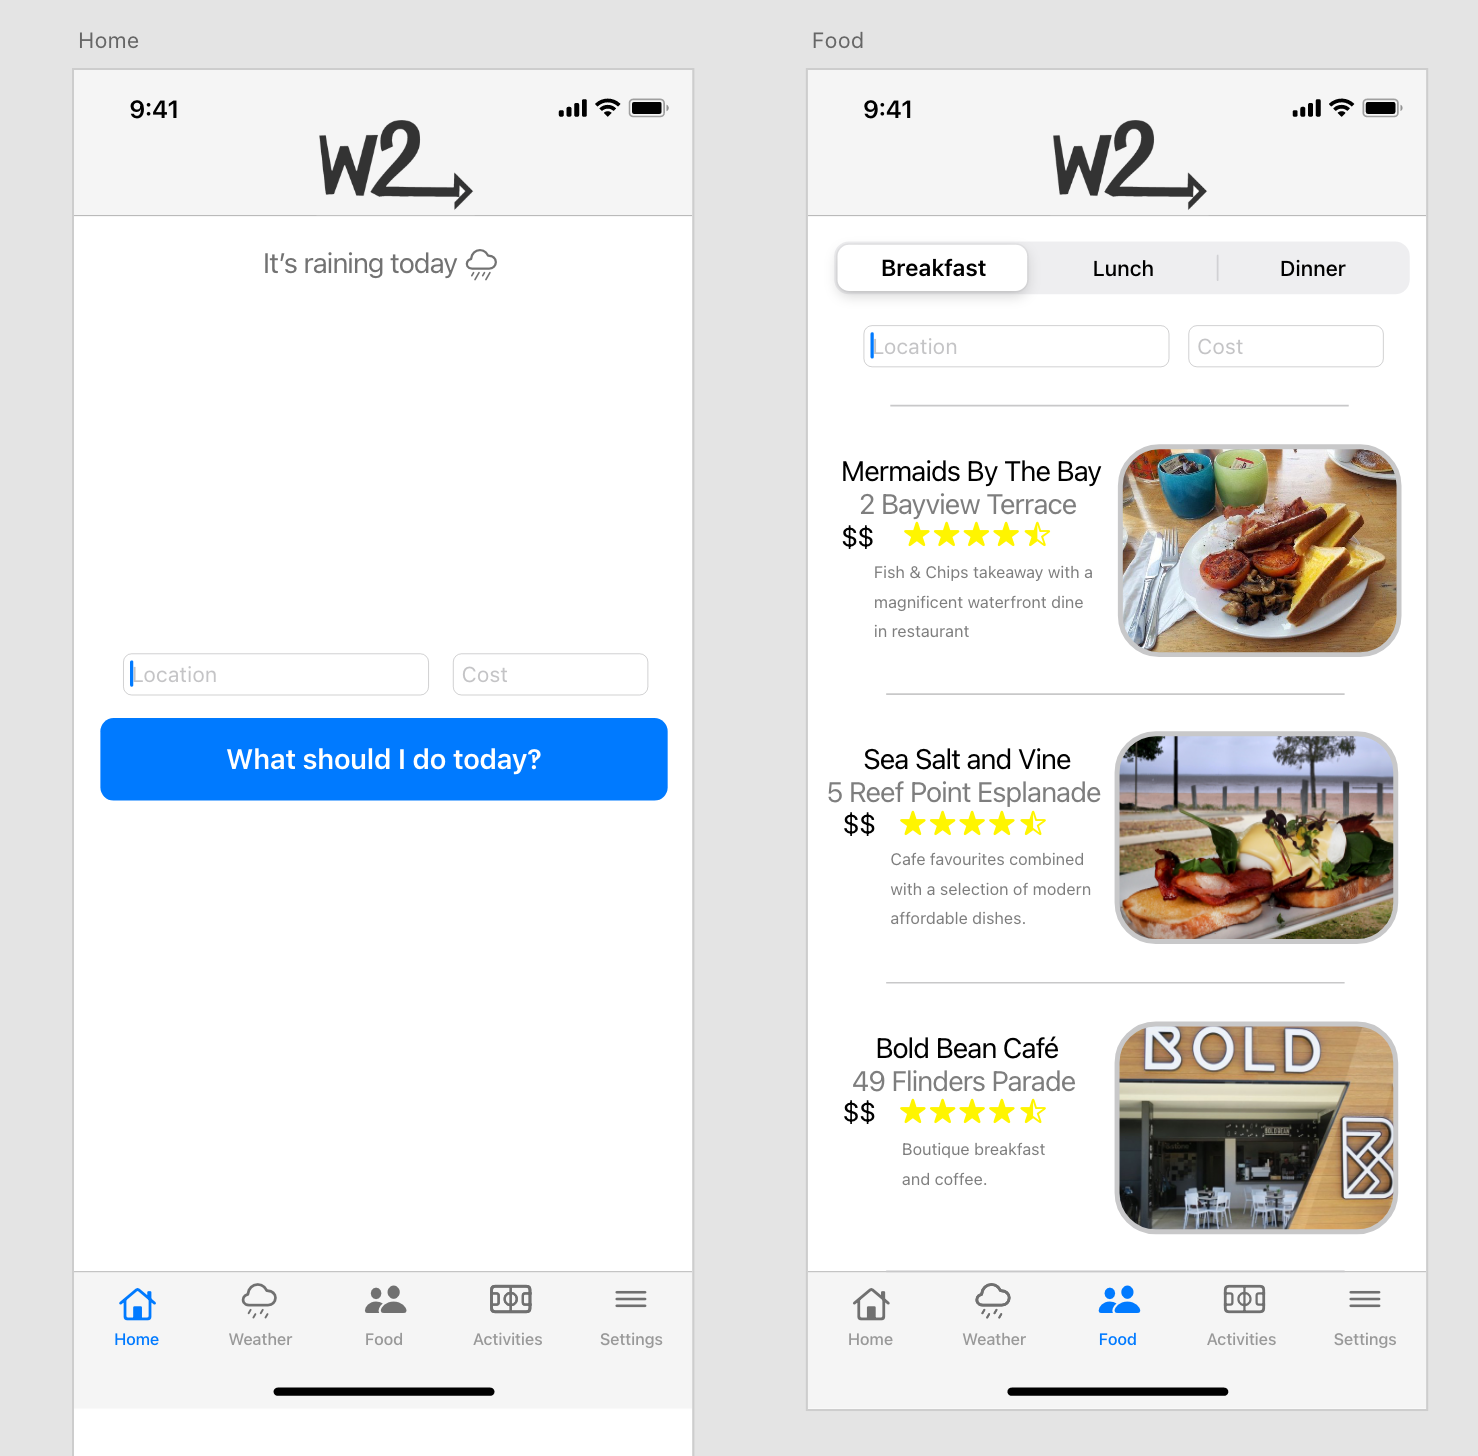 Home
9:41
W2
It's raining today
Location
Cost
What should I do today?
Home
Weather
Food
Activities
Settings
Food
9:41
W2
Breakfast
Lunch
Dinner
Location
Cost
Mermaids By The Bay
2 Bayview Terrace
$$
Fish & Chips takeaway with a
magnificent waterfront dine
in restaurant
Sea Salt and Vine
5 Reef Point Esplanade
$$
Cafe favourites combined
with a selection of modern
affordable dishes.
Bold Bean Café
49 Flinders Parade
$$
Boutique breakfast
and coffee.
BOLD
B
BOLD BEAN
Home
Weather
Food
Activities
Settings